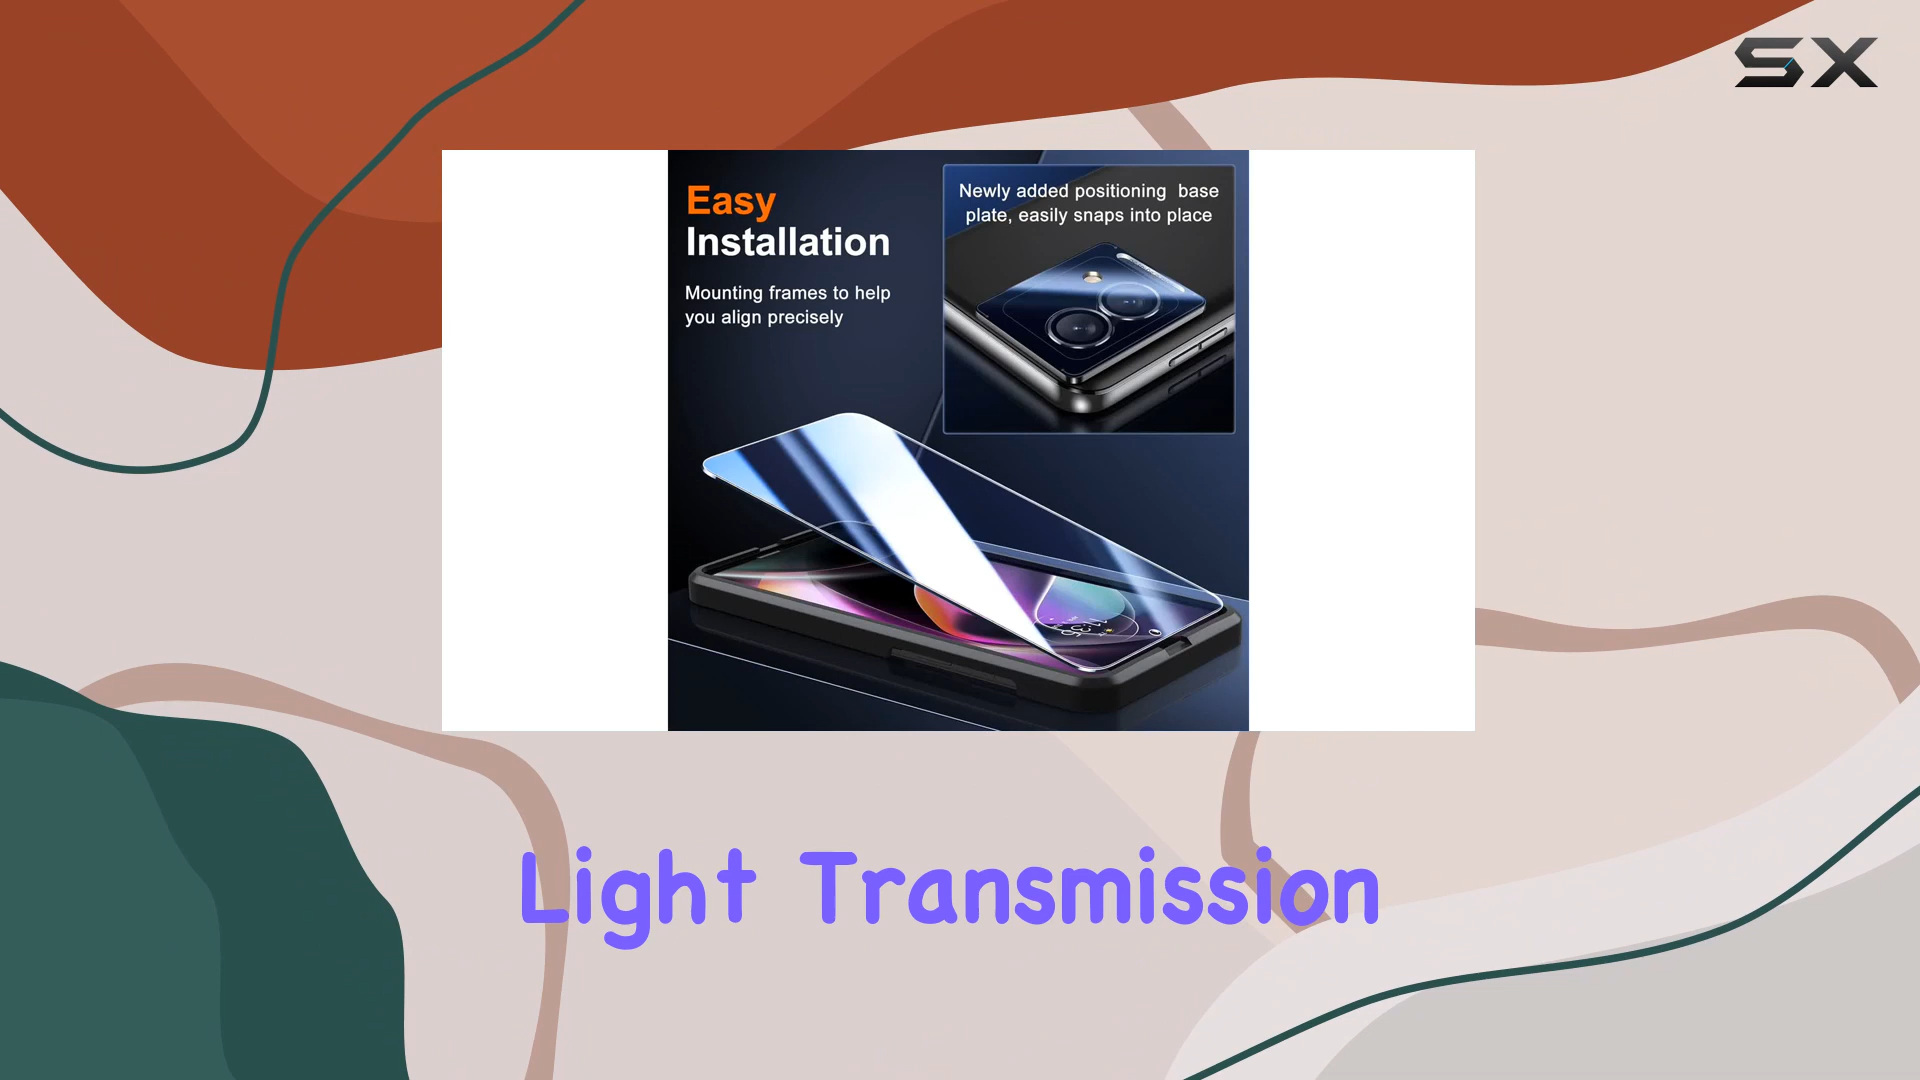 SX
Easy
Installation
Mounting frames to help
you align precisely
Newly added positioning base
plate, easily snaps into place
Light Transmission